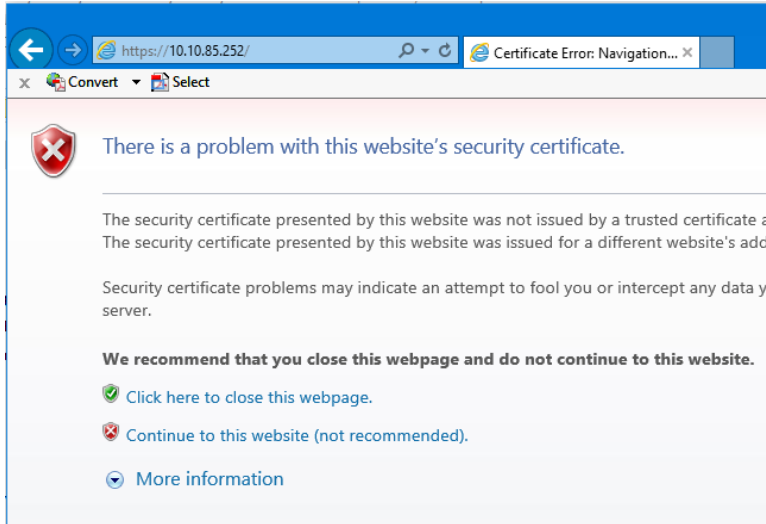 https://10.10.85.252/
Certificate Error: Navigation...
x Convert Select
There is a problem with this website's security certificate.
The security certificate presented by this website was not issued by a trusted certificate a
The security certificate presented by this website was issued for a different website's add
Security certificate problems may indicate an attempt to fool you or intercept any data y
server.
We recommend that you close this webpage and do not continue to this website.
Click here to close this webpage.
Continue to this website (not recommended).
More information